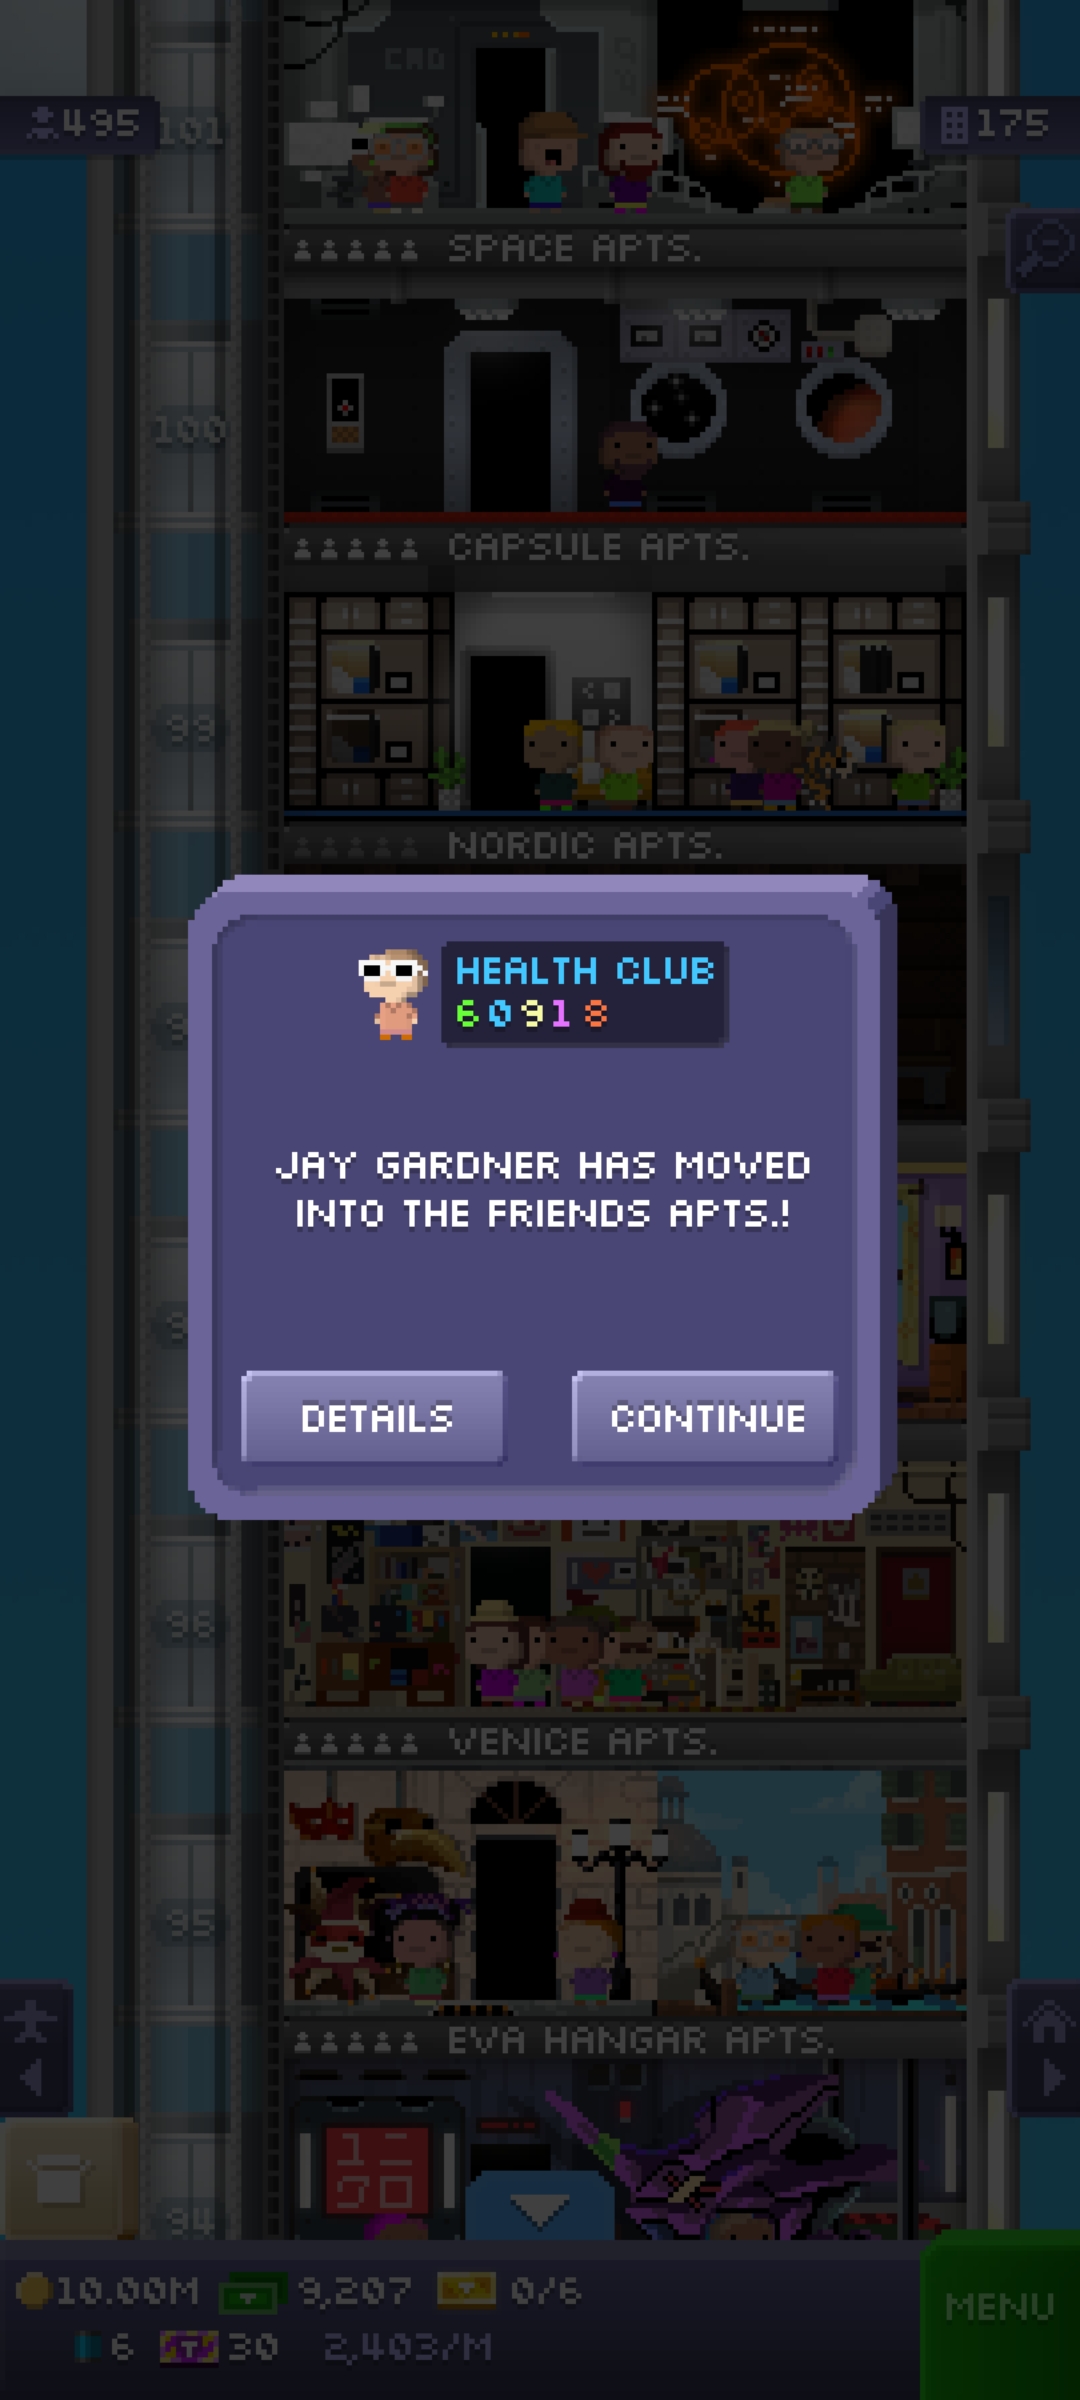 CAD
495
101
175
SPACE APTS.
100
CAPSULE APTS.
99
NORDIC APTS.
HEALTH CLUB
6 0 9 1 8
JAY GARDNER HAS MOVED
INTO THE FRIENDS APTS.!
DETAILS
CONTINUE
96
VENICE APTS.
95
EVA HANGAR APTS.
94
10.00M
9,207
0/6
6
T
30
2,403/M
MENU